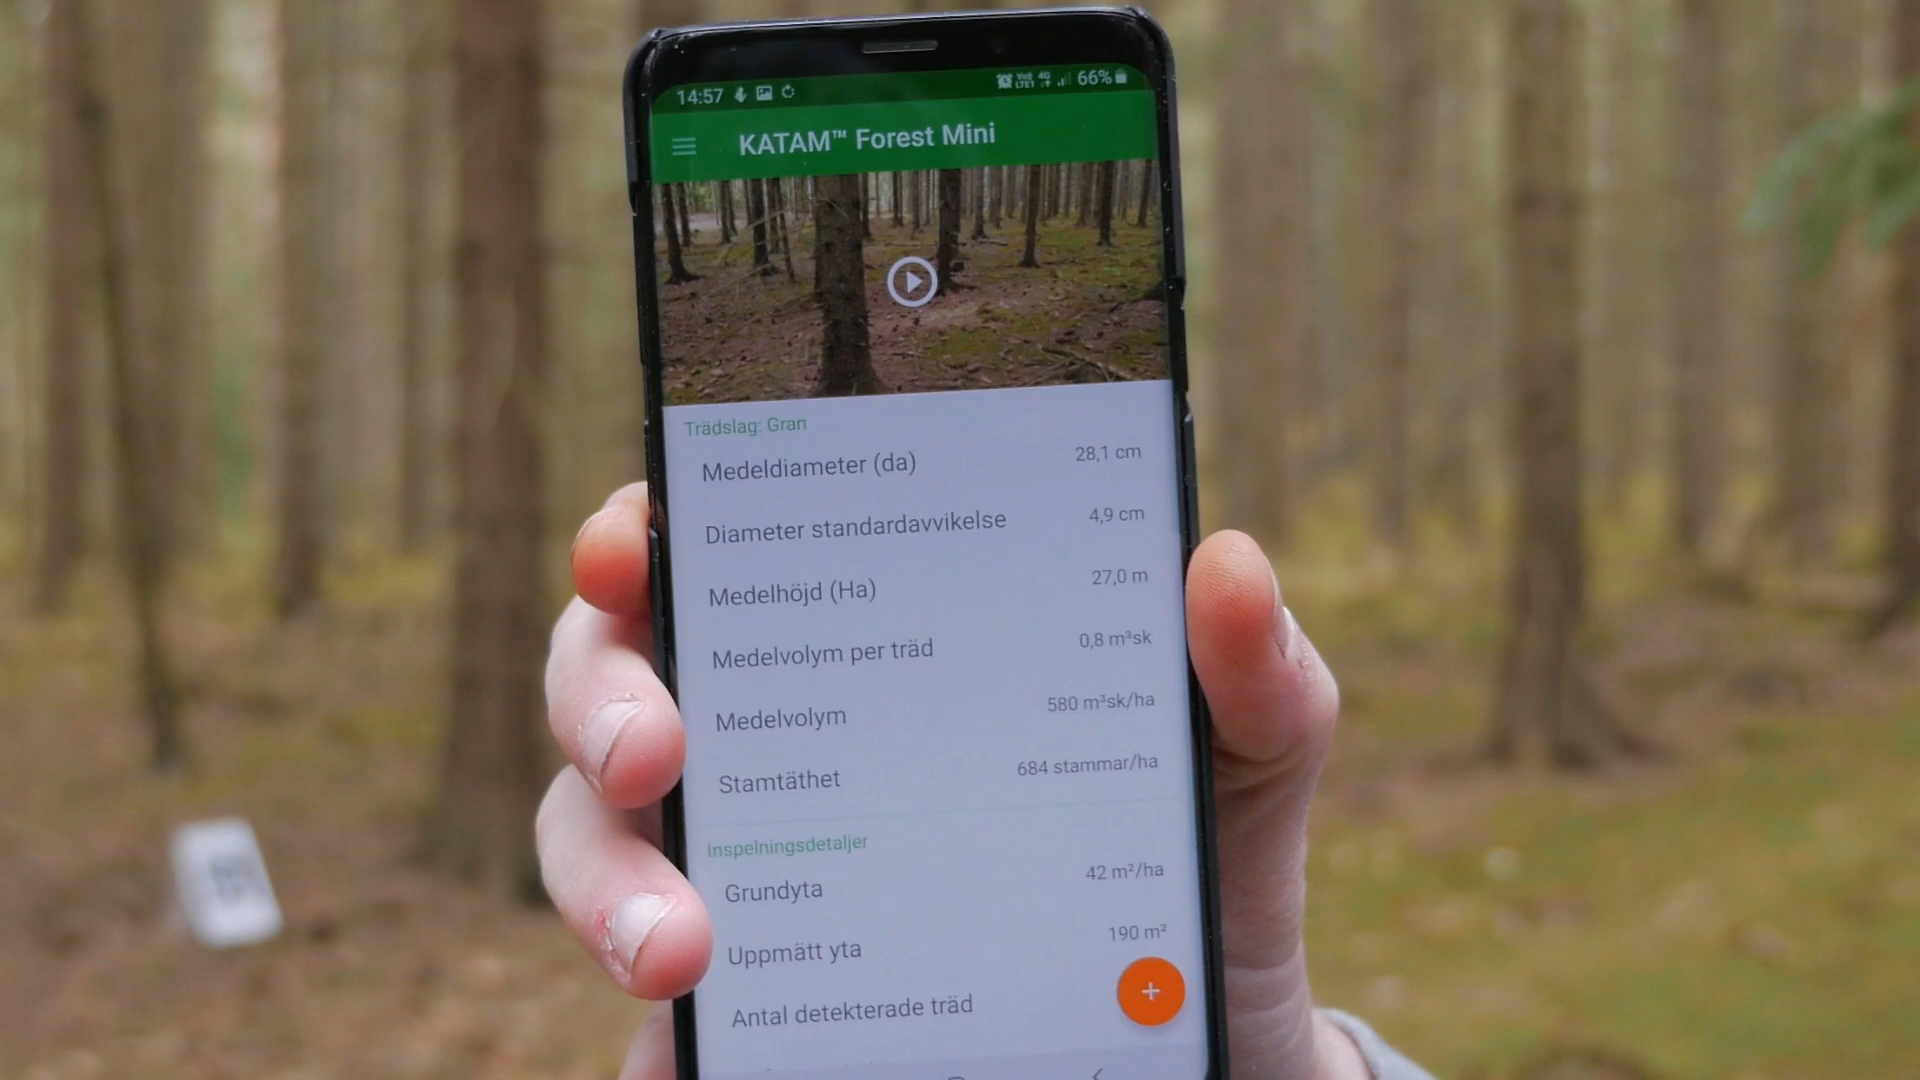 14:57 VoLTE1 4G 66%
KATAM™ Forest Mini
Trädslag: Gran
Medeldiameter (da) 28,1 cm
Diameter standardavvikelse 4,9 cm
Medelhöjd (Ha) 27,0 m
Medelvolym per träd 0,8 m³sk
Medelvolym 580 m³sk/ha
Stamtäthet 684 stammar/ha
Inspelningsdetaljer
Grundyta 42 m²/ha
Uppmätt yta 190 m²
Antal detekterade träd